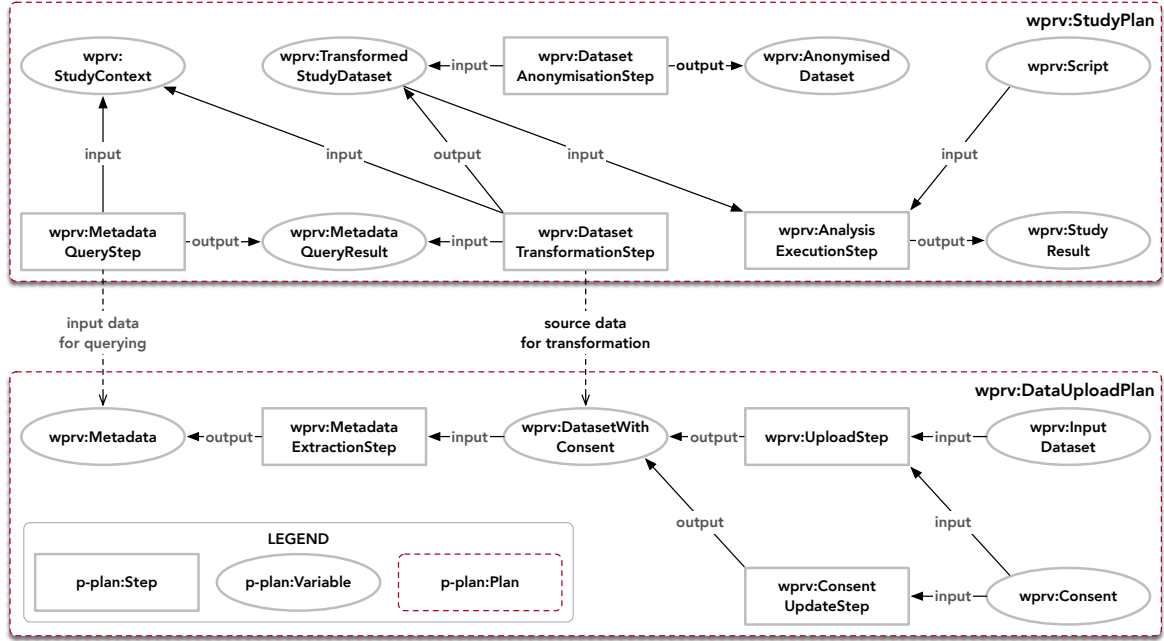 wprv:StudyPlan
wprv:
StudyContext
wprv:Transformed
StudyDataset
input
wprv:Dataset
AnonymisationStep
output
wprv:Anonymised
Dataset
wprv:Script
input
input
output
input
input
wprv:Metadata
QueryStep
output
wprv:Metadata
QueryResult
input
wprv:Dataset
TransformationStep
wprv:Analysis
ExecutionStep
output
wprv:Study
Result
input data
for querying
source data
for transformation
wprv:DataUploadPlan
wprv:Metadata
output
wprv:Metadata
ExtractionStep
input
wprv:DatasetWith
Consent
output
wprv:UploadStep
input
wprv:Input
Dataset
output
input
LEGEND
p-plan:Step
p-plan:Variable
p-plan:Plan
wprv:Consent
UpdateStep
input
wprv:Consent